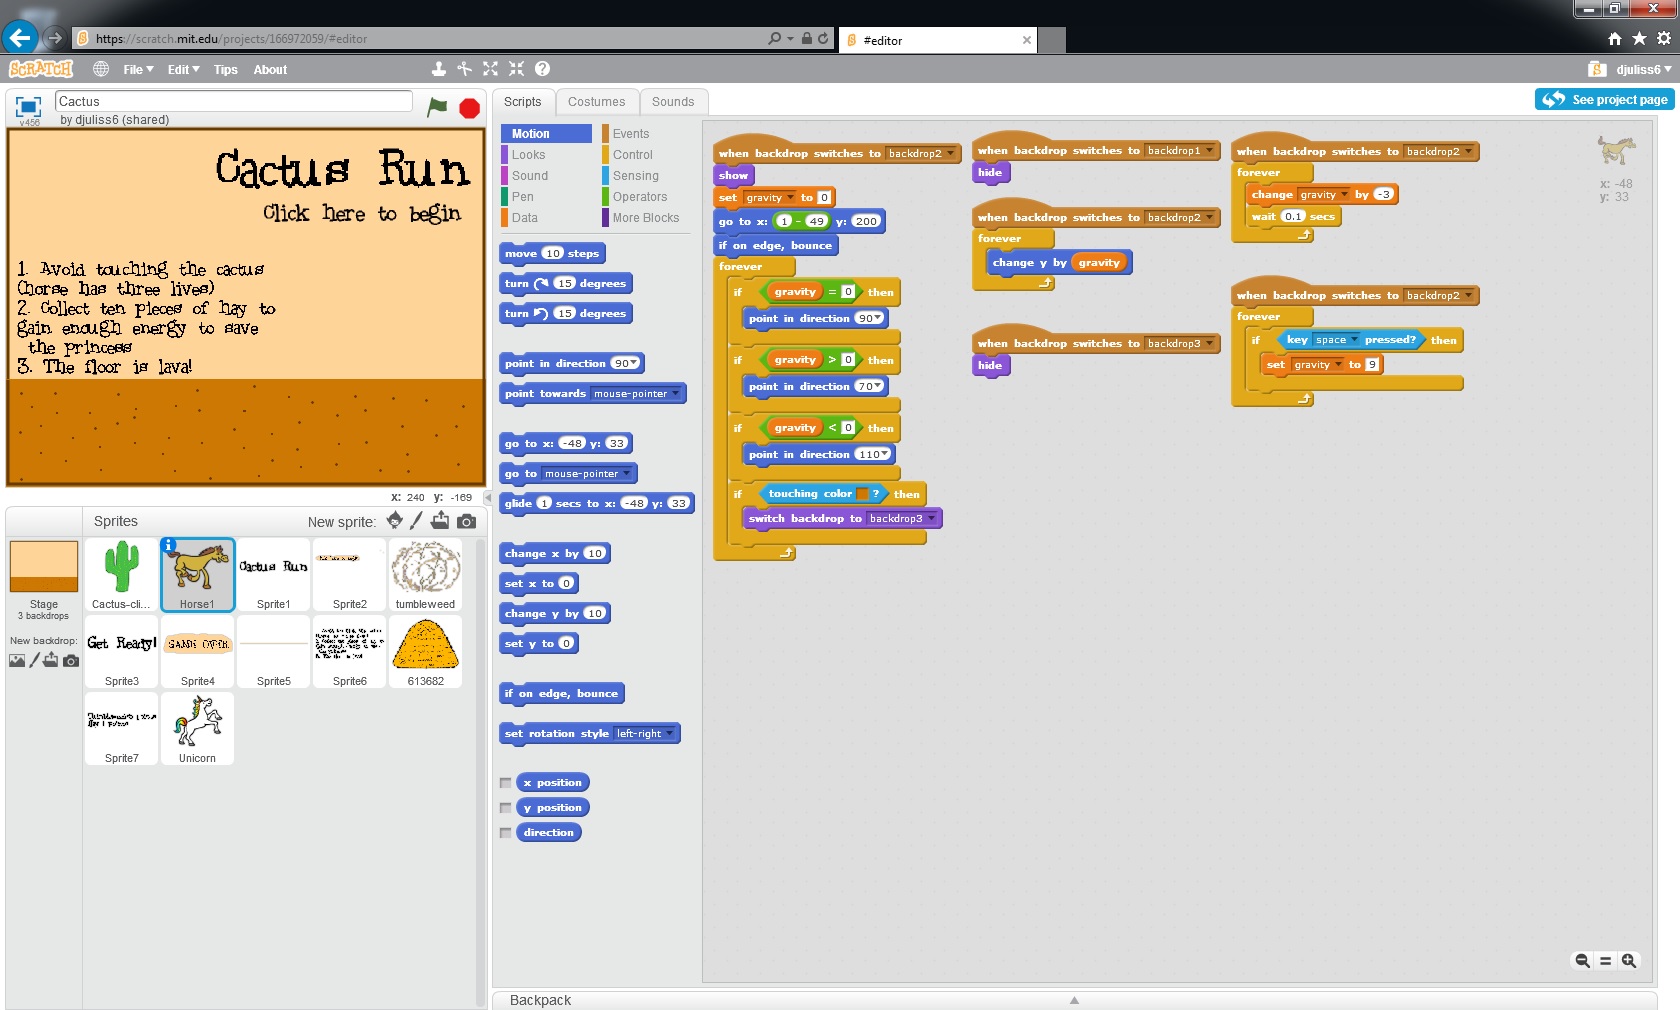 https://scratch.mit.edu/projects/166972059/#editor
#editor
SCRATCH
File
Edit
Tips
About
djuliss6
Cactus
by djuliss6 (shared)
v456
Scripts
Costumes
Sounds
See project page
Cactus Run
Click here to begin
1. Avoid touching the cactus
(horse has three lives)
2. Collect ten pieces of hay to
gain enough energy to save
the princess
3. The floor is lava!
x: 240 y: -169
Sprites
New sprite:
Stage
3 backdrops
New backdrop:
Cactus-cli...
Horse1
Cactus Run
Sprite1
Sprite2
tumbleweed
Get Ready!
Sprite3
GAME OVER
Sprite4
Sprite5
Sprite6
613682
Sprite7
Unicorn
Motion
Events
Looks
Control
Sound
Sensing
Pen
Operators
Data
More Blocks
move 10 steps
turn 15 degrees
turn 15 degrees
point in direction 90
point towards mouse-pointer
go to x: -48 y: 33
go to mouse-pointer
glide 1 secs to x: -48 y: 33
change x by 10
set x to 0
change y by 10
set y to 0
if on edge, bounce
set rotation style left-right
x position
y position
direction
when backdrop switches to backdrop2
show
set gravity to 0
go to x: 1 - 49 y: 200
if on edge, bounce
forever
if gravity = 0 then
point in direction 90
if gravity > 0 then
point in direction 70
if gravity < 0 then
point in direction 110
if touching color ? then
switch backdrop to backdrop3
when backdrop switches to backdrop1
hide
when backdrop switches to backdrop2
forever
change y by gravity
when backdrop switches to backdrop3
hide
when backdrop switches to backdrop2
forever
change gravity by -3
wait 0.1 secs
when backdrop switches to backdrop2
forever
if key space pressed? then
set gravity to 9
x: -48
y: 33
Backpack